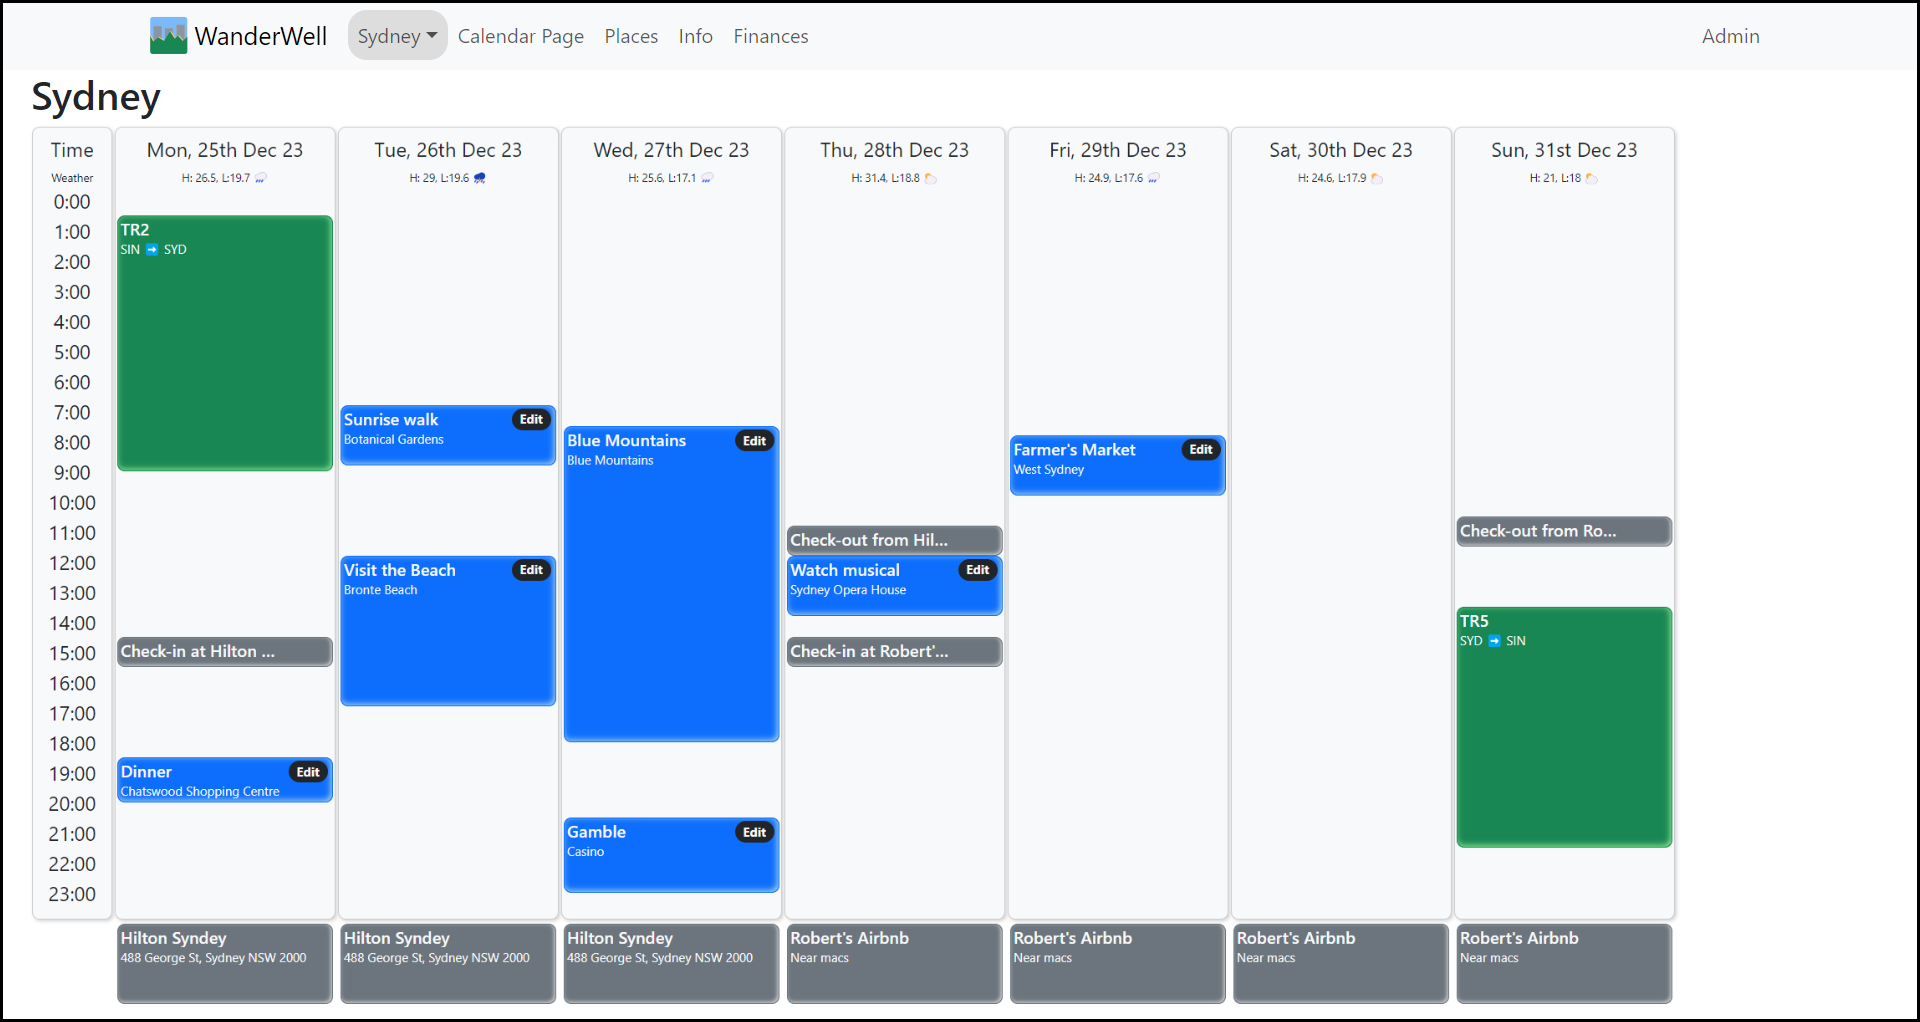 WanderWell Sydney Calendar Page Places Info Finances Admin
Sydney
Time Mon, 25th Dec 23 Tue, 26th Dec 23 Wed, 27th Dec 23 Thu, 28th Dec 23 Fri, 29th Dec 23 Sat, 30th Dec 23 Sun, 31st Dec 23
Weather H: 26.5, L:19.7 H: 29, L:19.6 H: 25.6, L:17.1 H: 31.4, L:18.8 H: 24.9, L:17.6 H: 24.6, L:17.9 H: 21, L:18
0:00
1:00
2:00
3:00
4:00
5:00
6:00
7:00
8:00
9:00
10:00
11:00
12:00
13:00
14:00
15:00
16:00
17:00
18:00
19:00
20:00
21:00
22:00
23:00
TR2
SIN ➡ SYD
Check-in at Hilton ...
Dinner Edit
Chatswood Shopping Centre
Hilton Syndey
488 George St, Sydney NSW 2000
Sunrise walk Edit
Botanical Gardens
Visit the Beach Edit
Bronte Beach
Hilton Syndey
488 George St, Sydney NSW 2000
Blue Mountains Edit
Blue Mountains
Gamble Edit
Casino
Hilton Syndey
488 George St, Sydney NSW 2000
Check-out from Hil...
Watch musical Edit
Sydney Opera House
Check-in at Robert'...
Robert's Airbnb
Near macs
Farmer's Market Edit
West Sydney
Robert's Airbnb
Near macs
Robert's Airbnb
Near macs
Check-out from Ro...
TR5
SYD ➡ SIN
Robert's Airbnb
Near macs